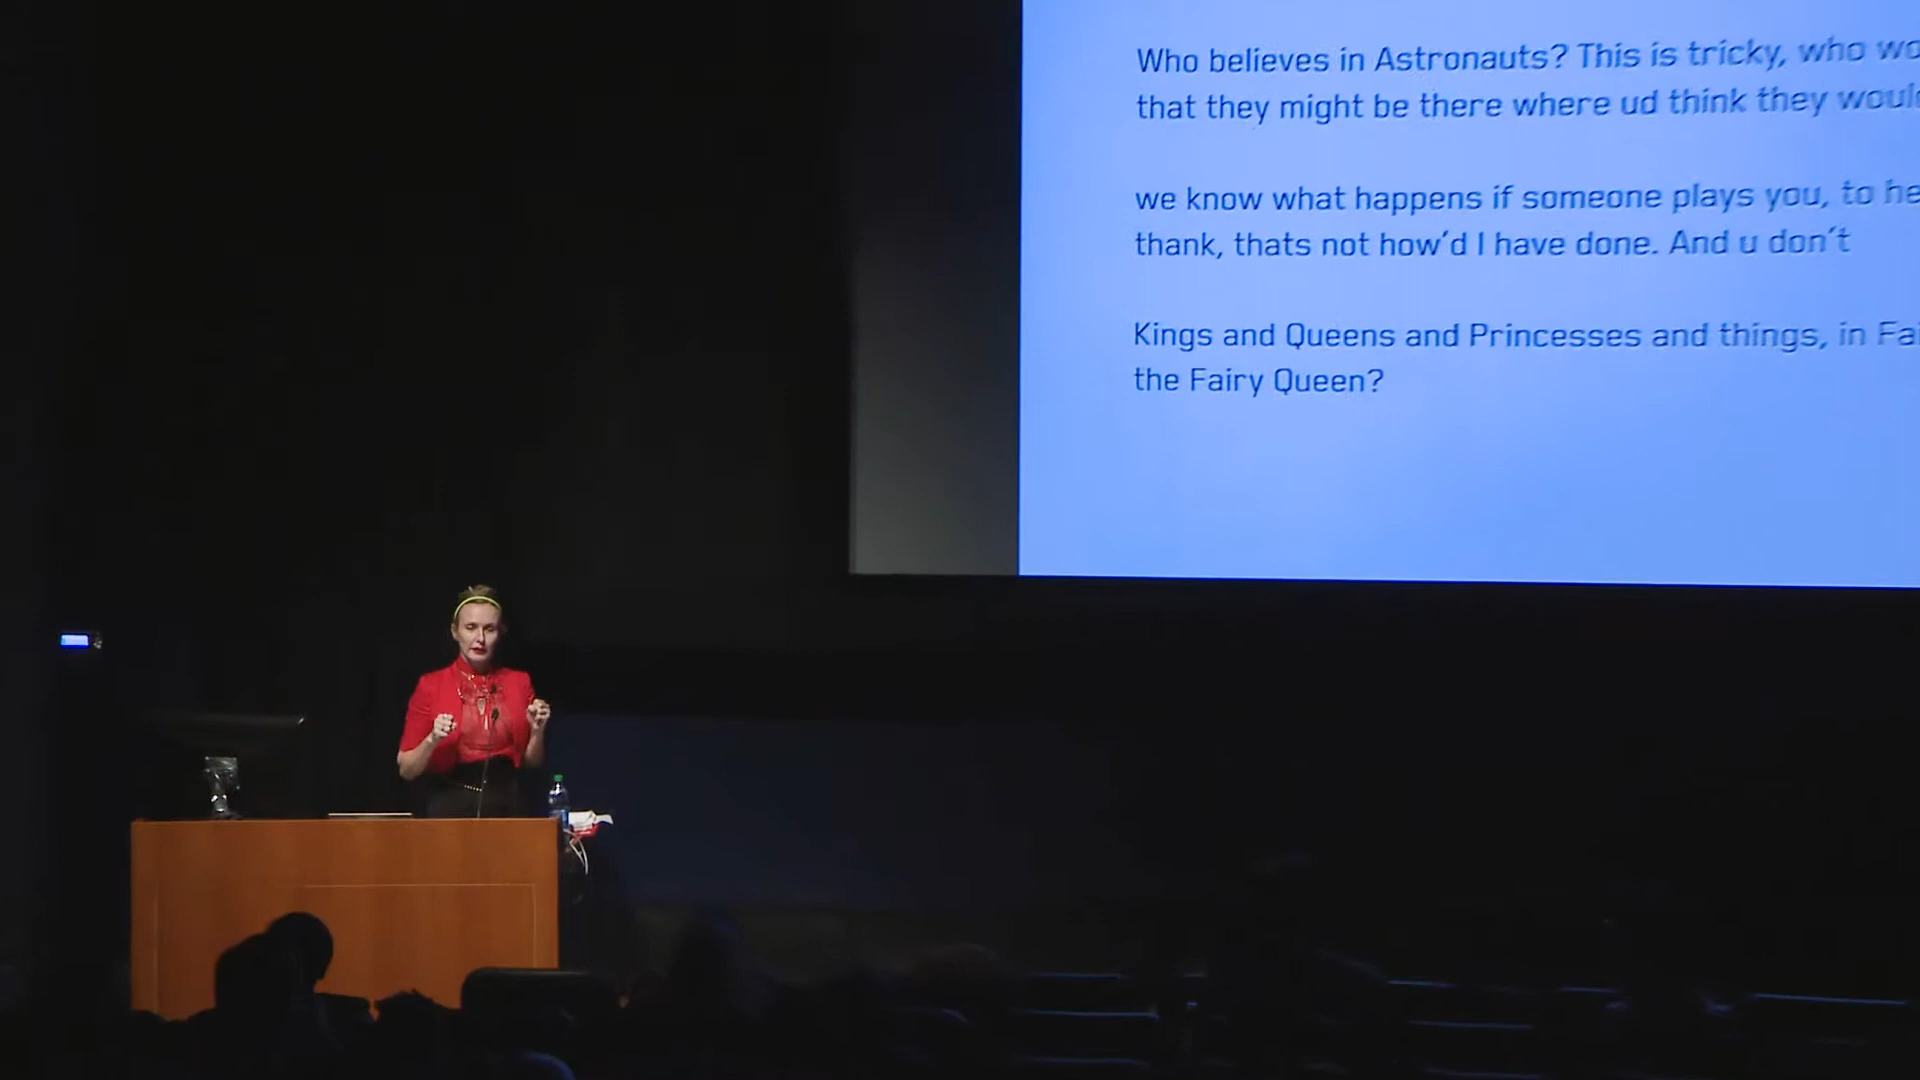 Who believes in Astronauts? This is tricky, who
that they might be there where ud think they
we know what happens if someone plays you, to
thank, thats not how’d I have done. And u don’t
Kings and Queens and Princesses and things, in
the Fairy Queen?